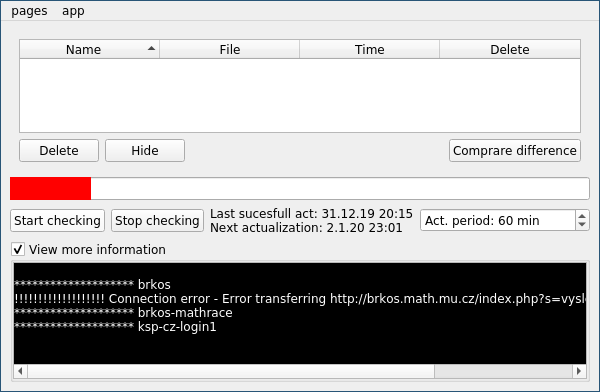 pages app
Name File Time Delete
Delete Hide Comprare difference
Start checking Stop checking Last sucesfull act: 31.12.19 20:15 Act. period: 60 min
Next actualization: 2.1.20 23:01
View more information
******************** brkos
!!!!!!!!!!!!!!!!!!!! Connection error - Error transferring http://brkos.math.mu.cz/index.php?s=vysle
******************** brkos-mathrace
******************** ksp-cz-login1